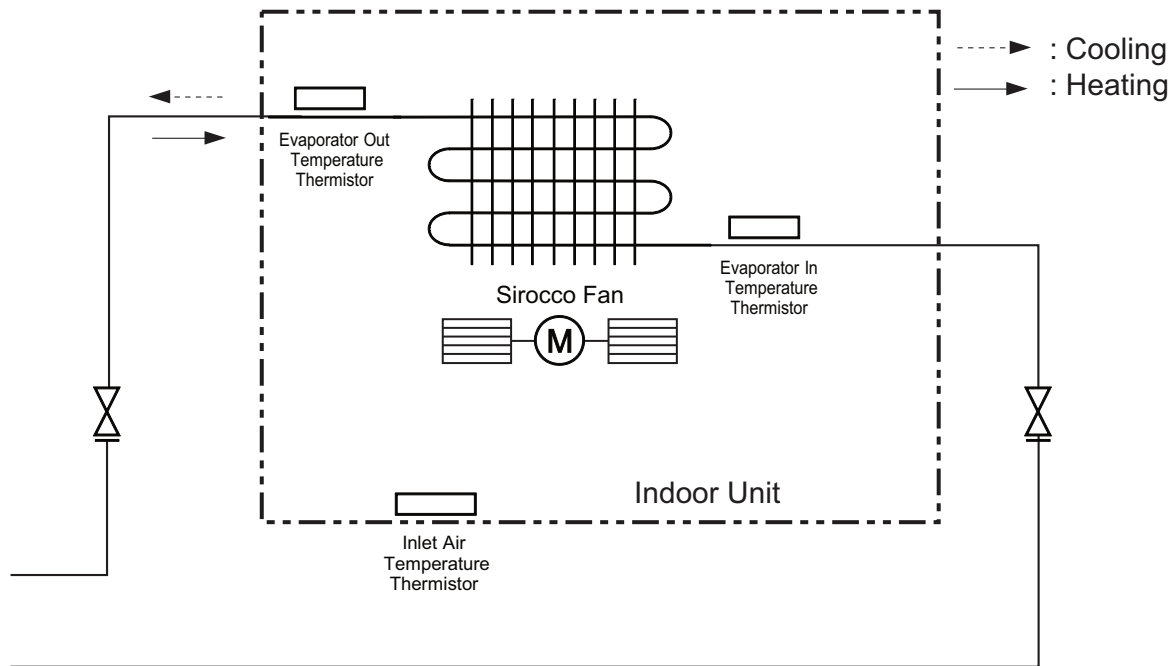 : Cooling
: Heating
Evaporator Out
Temperature
Thermistor
Evaporator In
Temperature
Thermistor
Sirocco Fan
M
Indoor Unit
Inlet Air
Temperature
Thermistor